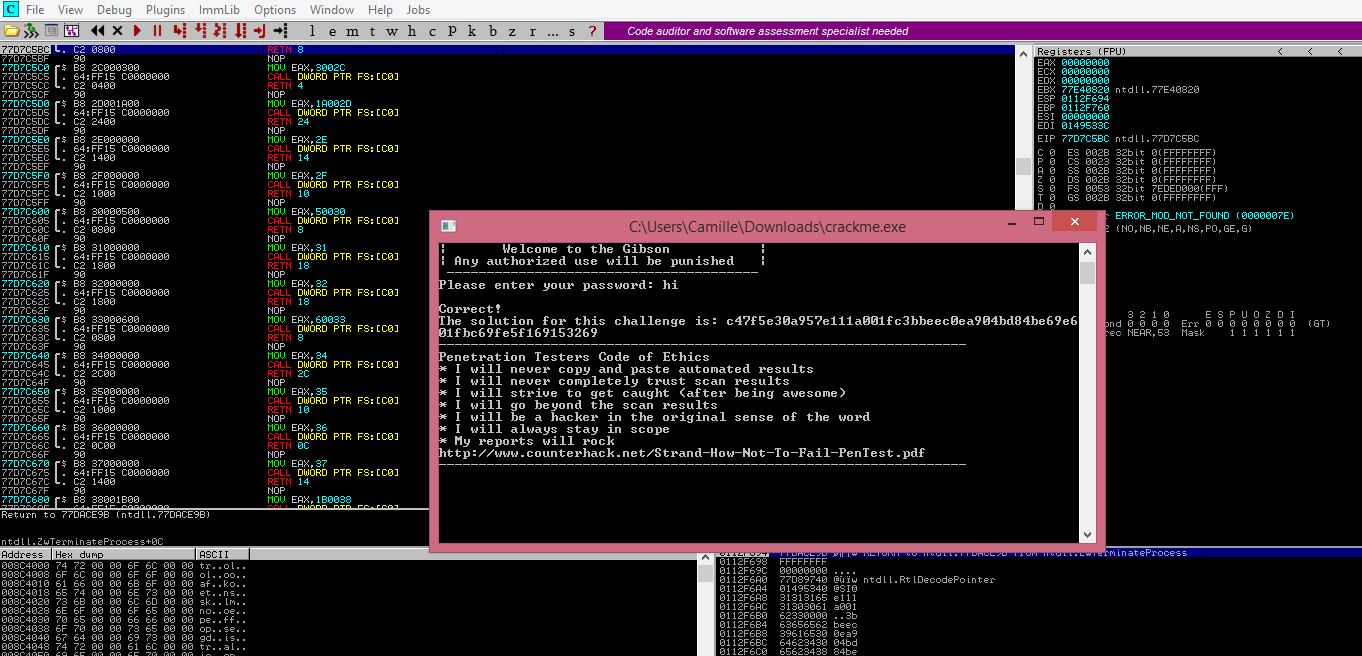 File View Debug Plugins ImmLib Options Window Help Jobs
l e m t w h c P k b z r ... s ?
Code auditor and software assessment specialist needed
77D7C5BC C2 0800 RETN 8
77D7C5BF 90 NOP
77D7C5C0 $ B8 2C000300 MOV EAX,3002C
77D7C5C5 . 64:FF15 C0000000 CALL DWORD PTR FS:[C0]
77D7C5CC . C2 0400 RETN 4
77D7C5CF 90 NOP
77D7C5D0 $ B8 2D001A00 MOV EAX,1A002D
77D7C5D5 . 64:FF15 C0000000 CALL DWORD PTR FS:[C0]
77D7C5DC . C2 2400 RETN 24
77D7C5DF 90 NOP
77D7C5E0 $ B8 2E000000 MOV EAX,2E
77D7C5E5 . 64:FF15 C0000000 CALL DWORD PTR FS:[C0]
77D7C5EC . C2 1400 RETN 14
77D7C5EF 90 NOP
77D7C5F0 $ B8 2F000000 MOV EAX,2F
77D7C5F5 . 64:FF15 C0000000 CALL DWORD PTR FS:[C0]
77D7C5FC . C2 1000 RETN 10
77D7C5FF 90 NOP
77D7C600 $ B8 30000500 MOV EAX,50030
77D7C605 . 64:FF15 C0000000 CALL DWORD PTR FS:[C0]
77D7C60C . C2 0800 RETN 8
77D7C60F 90 NOP
77D7C610 $ B8 31000000 MOV EAX,31
77D7C615 . 64:FF15 C0000000 CALL DWORD PTR FS:[C0]
77D7C61C . C2 1800 RETN 18
77D7C61F 90 NOP
77D7C620 $ B8 32000000 MOV EAX,32
77D7C625 . 64:FF15 C0000000 CALL DWORD PTR FS:[C0]
77D7C62C . C2 1800 RETN 18
77D7C62F 90 NOP
77D7C630 $ B8 33000600 MOV EAX,60033
77D7C635 . 64:FF15 C0000000 CALL DWORD PTR FS:[C0]
77D7C63C . C2 0800 RETN 8
77D7C63F 90 NOP
77D7C640 $ B8 34000000 MOV EAX,34
77D7C645 . 64:FF15 C0000000 CALL DWORD PTR FS:[C0]
77D7C64C . C2 2C00 RETN 2C
77D7C64F 90 NOP
77D7C650 $ B8 35000000 MOV EAX,35
77D7C655 . 64:FF15 C0000000 CALL DWORD PTR FS:[C0]
77D7C65C . C2 1000 RETN 10
77D7C65F 90 NOP
77D7C660 $ B8 36000000 MOV EAX,36
77D7C665 . 64:FF15 C0000000 CALL DWORD PTR FS:[C0]
77D7C66C . C2 0C00 RETN 0C
77D7C66F 90 NOP
77D7C670 $ B8 37000000 MOV EAX,37
77D7C675 . 64:FF15 C0000000 CALL DWORD PTR FS:[C0]
77D7C67C . C2 1400 RETN 14
77D7C67F 90 NOP
77D7C680 $ B8 38001B00 MOV EAX,1B0038
Return to 77DACE9B (ntdll.77DACE9B)
ntdll.ZwTerminateProcess+0C
Registers (FPU) < < <
EAX 00000000
ECX 00000000
EDX 00000000
EBX 77E40820 ntdll.77E40820
ESP 0112F694
EBP 0112F760
ESI 00000000
EDI 0149533C
EIP 77D7C5BC ntdll.77D7C5BC
C 0 ES 002B 32bit 0(FFFFFFFF)
P 0 CS 0023 32bit 0(FFFFFFFF)
A 0 SS 002B 32bit 0(FFFFFFFF)
Z 0 DS 002B 32bit 0(FFFFFFFF)
S 0 FS 0053 32bit 7EDED000(FFF)
T 0 GS 002B 32bit 0(FFFFFFFF)
D 0
ERROR_MOD_NOT_FOUND (0000007E)
(NO,NB,NE,A,NS,PO,GE,G)
3 2 1 0 E S P U O Z D I
ond 0 0 0 0 Err 0 0 0 0 0 0 0 0 (GT)
rec NEAR,53 Mask 1 1 1 1 1 1
C:\Users\Camille\Downloads\crackme.exe
| Welcome to the Gibson |
| Any authorized use will be punished |
Please enter your password: hi
Correct!
The solution for this challenge is: c47f5e30a957e111a001fc3bbeec0ea904bd84be69e6
01fbc69fe5f169153269
Penetration Testers Code of Ethics
* I will never copy and paste automated results
* I will never completely trust scan results
* I will strive to get caught (after being awesome)
* I will go beyond the scan results
* I will be a hacker in the original sense of the word
* I will always stay in scope
* My reports will rock
http://www.counterhack.net/Strand-How-Not-To-Fail-PenTest.pdf
Address Hex dump ASCII
008C4000 74 72 00 00 6F 6C 00 00 tr..ol..
008C4008 6F 6C 00 00 6F 6F 00 00 ol..oo..
008C4010 61 66 00 00 6B 6F 00 00 af..ko..
008C4018 65 74 00 00 6E 73 00 00 et..ns..
008C4020 73 6B 00 00 6C 6D 00 00 sk..lm..
008C4028 6E 6F 00 00 6F 65 00 00 no..oe..
008C4030 70 65 00 00 66 66 00 00 pe..ff..
008C4038 6F 70 00 00 73 65 00 00 op..se..
008C4040 67 64 00 00 69 73 00 00 gd..is..
008C4048 74 72 00 00 61 6C 00 00 tr..al..
0112F698 FFFFFFFF
0112F69C 00000000 ....
0112F6A0 77D89740 ntdll.RtlDecodePointer
0112F6A4 01495340 @SI0
0112F6A8 31313165 e111
0112F6AC 31303061 a001
0112F6B0 62330000 ..3b
0112F6B4 63656562 beec
0112F6B8 39616530 0ea9
0112F6BC 64623430 04bd
0112F6C0 65623438 84be